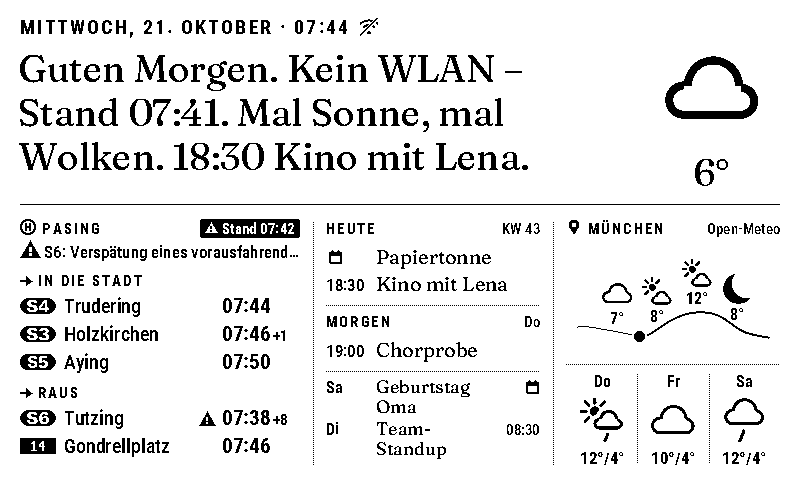 MITTWOCH, 21. OKTOBER · 07:44
Guten Morgen. Kein WLAN –
Stand 07:41. Mal Sonne, mal
Wolken. 18:30 Kino mit Lena.
6°
H PASING
Stand 07:42
S6: Verspätung eines vorausfahrend...
→ IN DIE STADT
S4 Trudering 07:44
S3 Holzkirchen 07:46 +1
S5 Aying 07:50
→ RAUS
S6 Tutzing 07:38 +8
14 Gondrellplatz 07:46
HEUTE KW 43
Papiertonne
18:30 Kino mit Lena
MORGEN Do
19:00 Chorprobe
Sa Geburtstag
Oma
Di Team- 08:30
Standup
MÜNCHEN Open-Meteo
7° 8° 12° 8°
Do Fr Sa
12°/4° 10°/4° 12°/4°